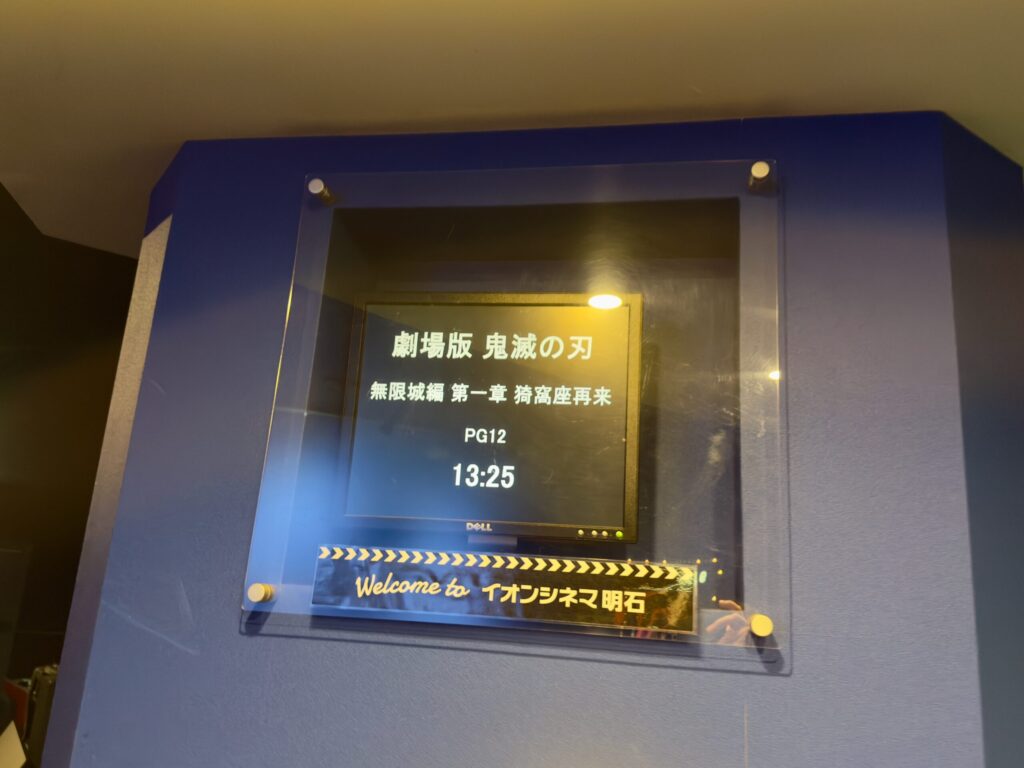 劇場版 鬼滅の刃
無限城編 第一章 猗窩座再来
PG12
13:25
DELL
Welcome to イオンシネマ明石